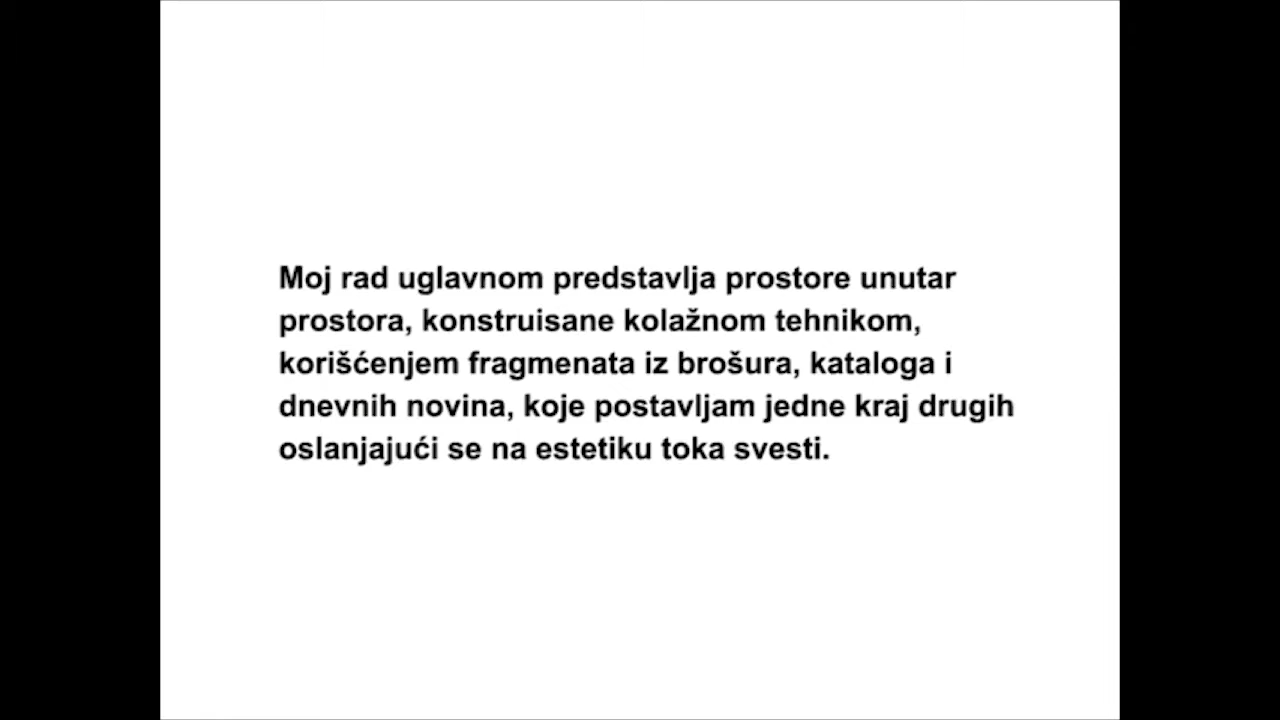 Moj rad uglavnom predstavlja prostore unutar
prostora, konstruisane kolažnom tehnikom,
korišćenjem fragmenata iz brošura, kataloga i
dnevnih novina, koje postavljam jedne kraj drugih
oslanjajući se na estetiku toka svesti.